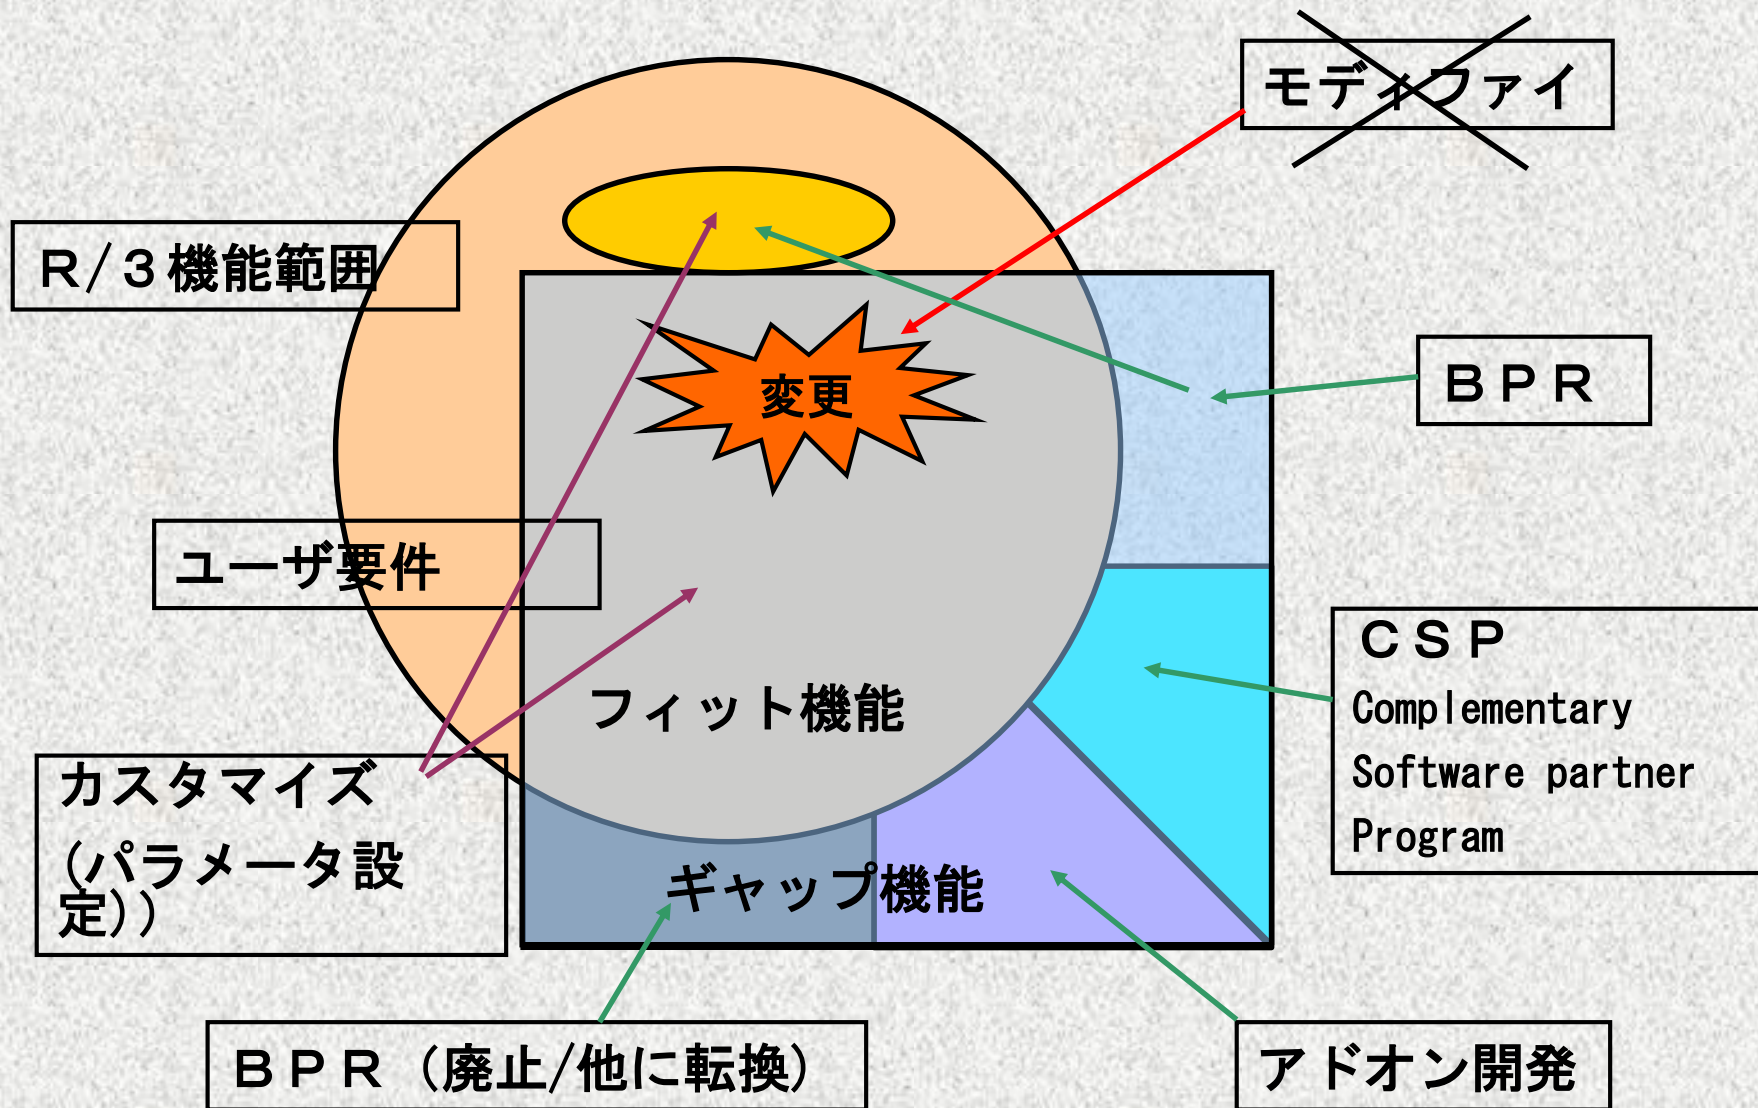 モディファイ
R/3機能範囲
変更
BPR
ユーザ要件
CSP
Complementary
Software partner
Program
フィット機能
カスタマイズ
(パラメータ設
定))
ギャップ機能
BPR(廃止/他に転換)
アドオン開発